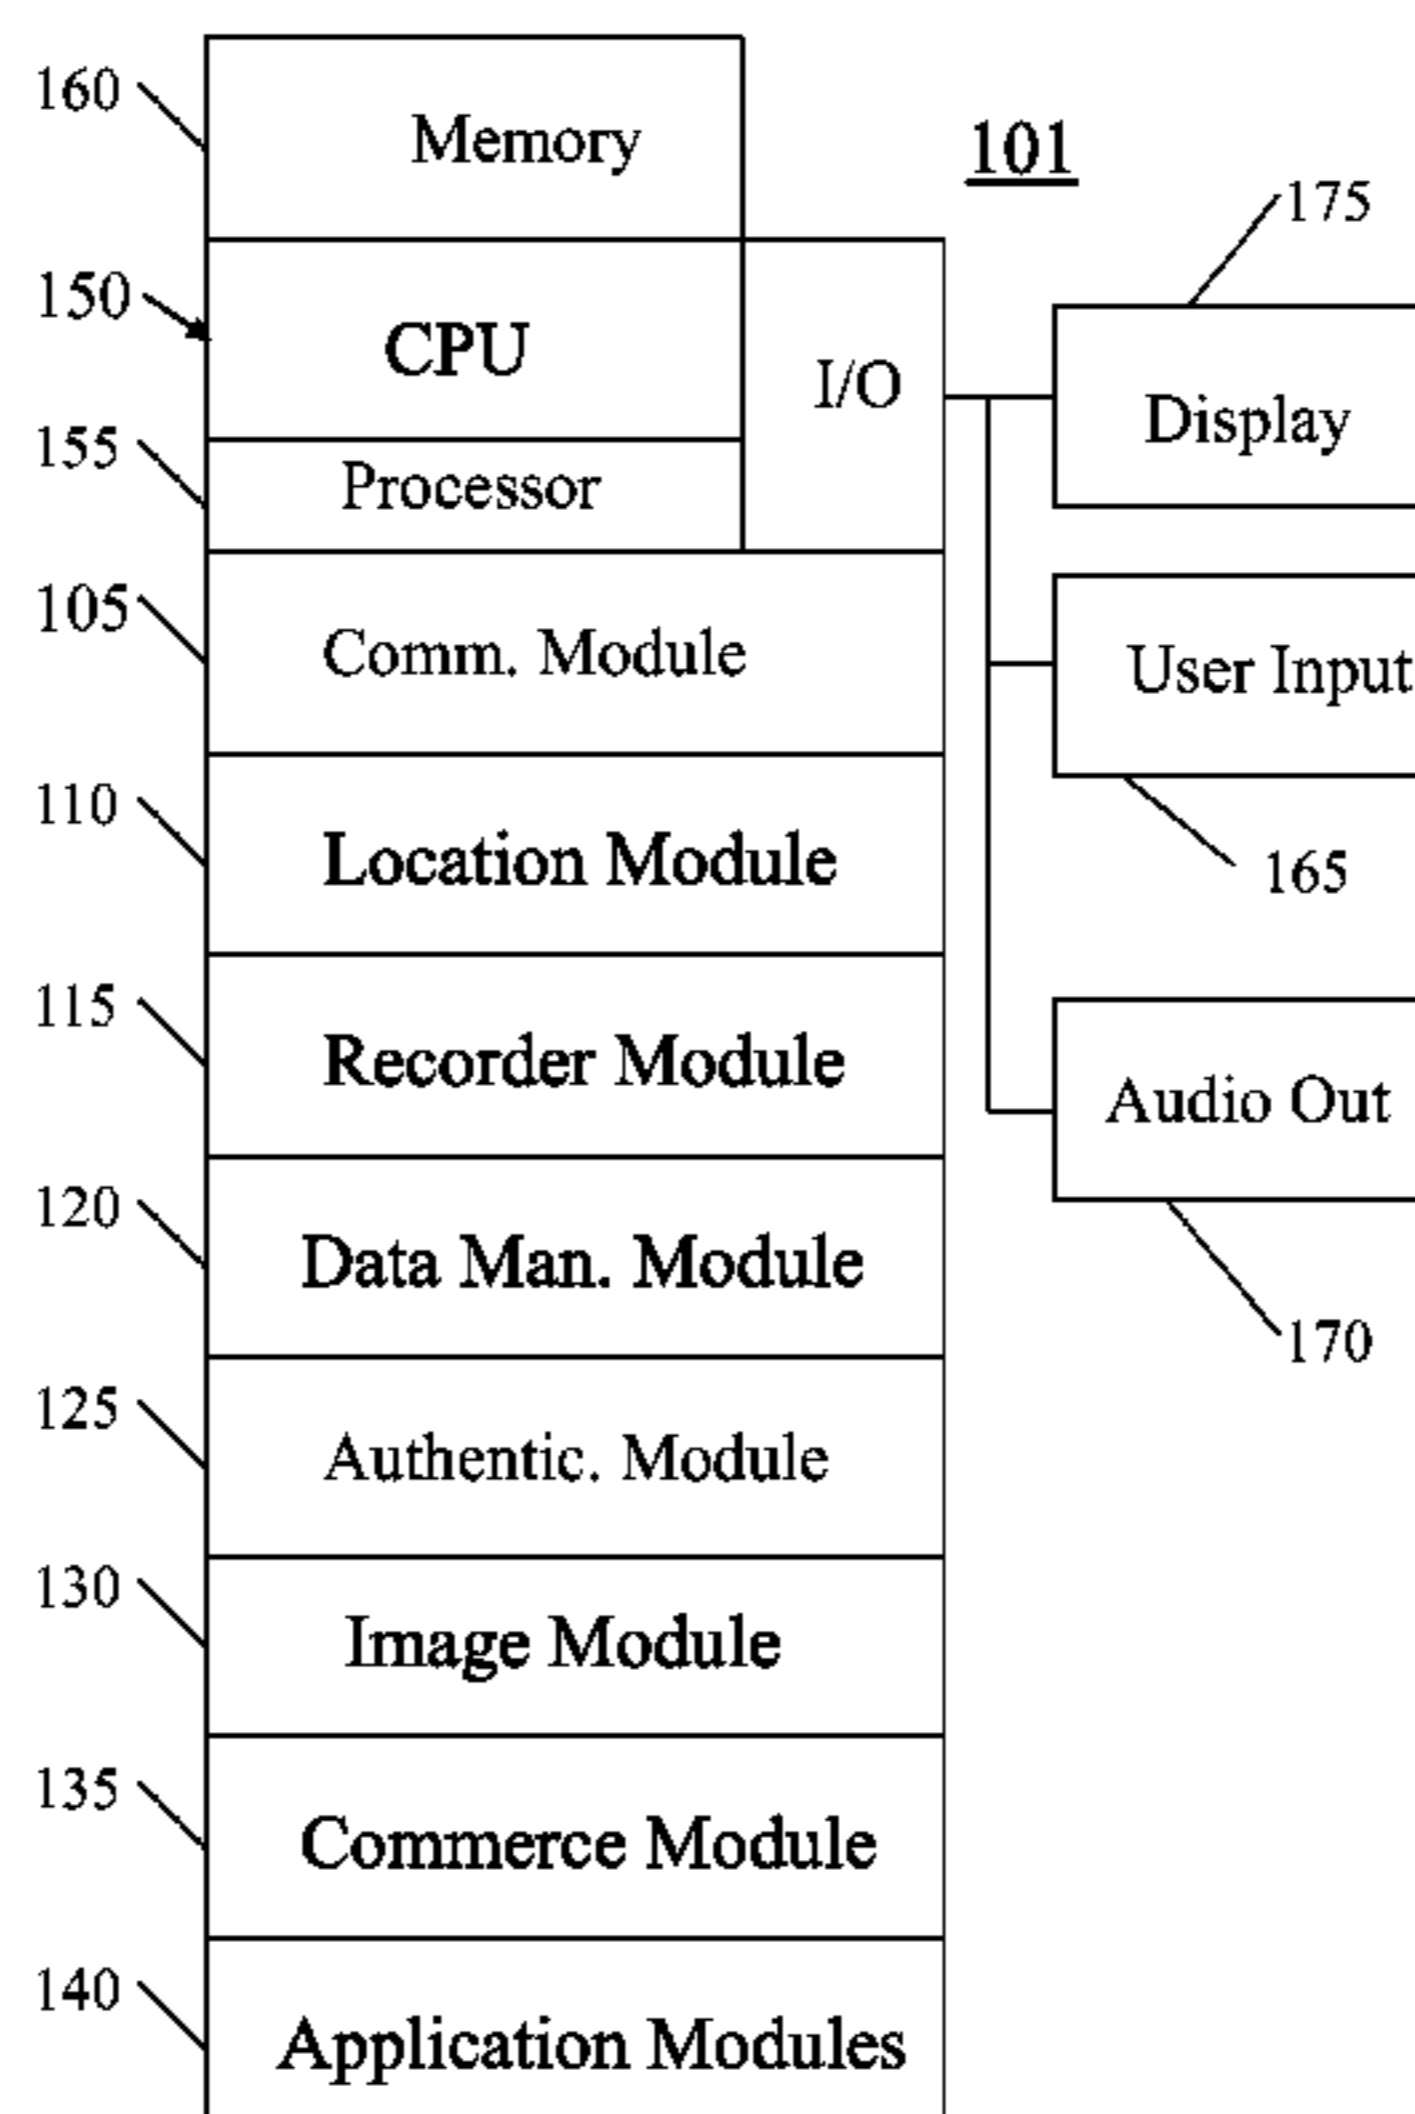 160
Memory
101
175
150
CPU
I/O
Display
155
Processor
105
Comm. Module
User Input
110
Location Module
165
115
Recorder Module
Audio Out
120
Data Man. Module
170
125
Authentic. Module
130
Image Module
135
Commerce Module
140
Application Modules